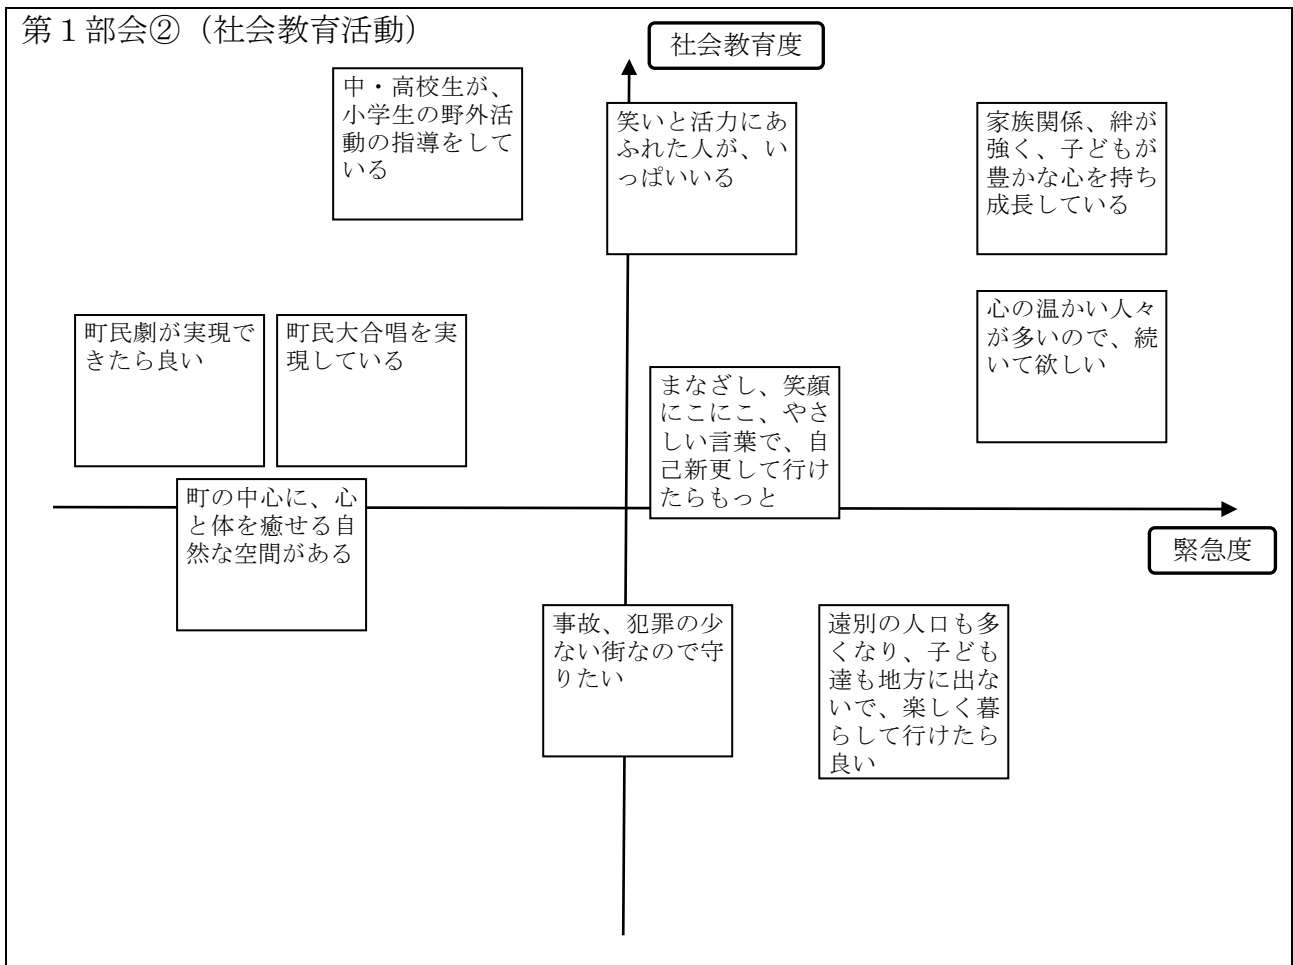 第１部会②（社会教育活動）
社会教育度
中・高校生が、
小学生の野外活
動の指導をして
いる
笑いと活力にあ
ふれた人が、い
っぱいいる
家族関係、絆が
強く、子どもが
豊かな心を持ち
成長している
町民劇が実現で
きたら良い
町民大合唱を実
現している
心の温かい人々
が多いので、続
いて欲しい
まなざし、笑顔
にこにこ、やさ
しい言葉で、自
己新更して行け
たらもっと
町の中心に、心
と体を癒せる自
然な空間がある
緊急度
事故、犯罪の少
ない街なので守
りたい
遠別の人口も多
くなり、子ども
達も地方に出な
いで、楽しく暮
らして行けたら
良い